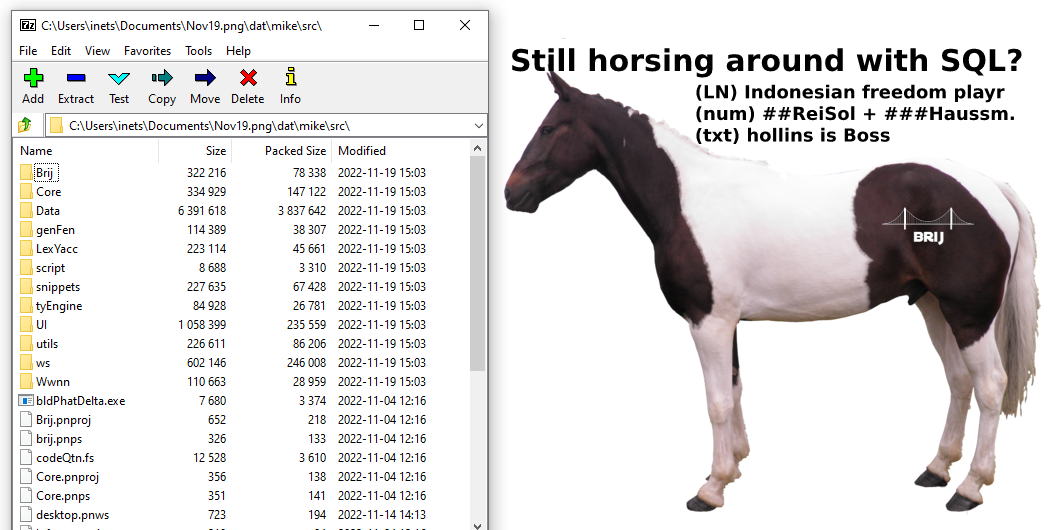 C:\Users\inets\Documents\Nov19.png\dat\mike\src\
File Edit View Favorites Tools Help
Add Extract Test Copy Move Delete Info
C:\Users\inets\Documents\Nov19.png\dat\mike\src\
Name Size Packed Size Modified
Brij 322 216 78 338 2022-11-19 15:03
Core 334 929 147 122 2022-11-19 15:03
Data 6 391 618 3 837 642 2022-11-19 15:03
genFen 114 389 38 307 2022-11-19 15:03
LexYacc 223 114 45 661 2022-11-19 15:03
script 8 688 3 310 2022-11-19 15:03
snippets 227 635 67 428 2022-11-19 15:03
tyEngine 84 928 26 781 2022-11-19 15:03
UI 1 058 399 235 559 2022-11-19 15:03
utils 226 611 86 206 2022-11-19 15:03
ws 602 146 246 008 2022-11-19 15:03
Wwnn 110 663 28 959 2022-11-19 15:03
bldPhatDelta.exe 7 680 3 374 2022-11-04 12:16
Brij.pnproj 652 218 2022-11-04 12:16
brij.pnps 326 133 2022-11-04 12:16
codeQtn.fs 12 528 3 610 2022-11-04 12:16
Core.pnproj 356 138 2022-11-04 12:16
Core.pnps 351 141 2022-11-04 12:16
desktop.pnws 723 194 2022-11-14 14:13
Still horsing around with SQL?
(LN) Indonesian freedom playr
(num) ##ReiSol + ###Haussm.
(txt) hollins is Boss
BRIJ